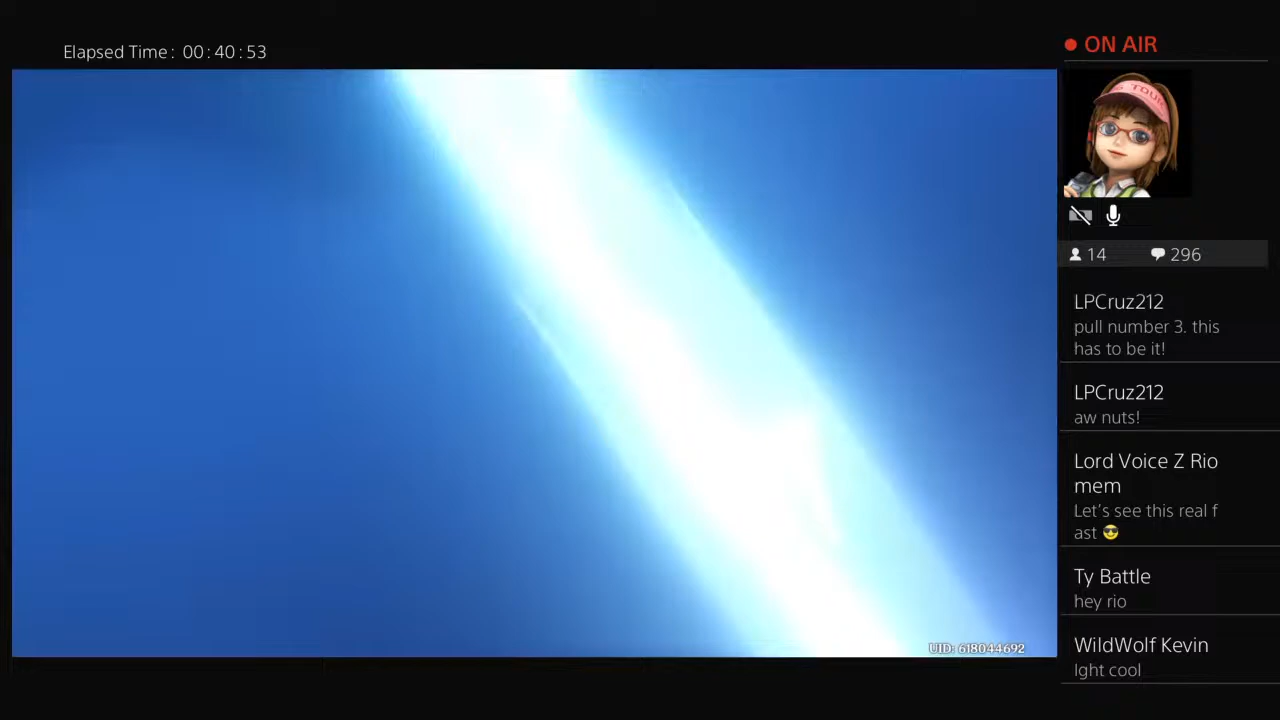 Elapsed Time: 00:40:53
ON AIR
14 296
LPCruz212
pull number 3. this
has to be it!
LPCruz212
aw nuts!
Lord Voice Z Rio
mem
Let's see this real f
ast 😎
Ty Battle
hey rio
WildWolf Kevin
Ight cool
UID: 618044692